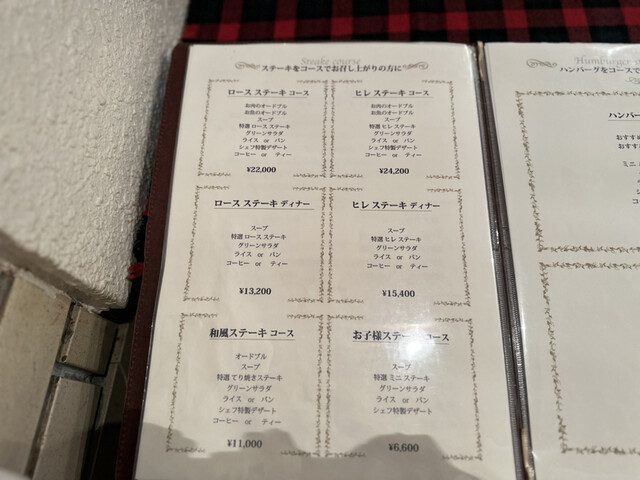 Steake course
ステーキをコースでお召し上がりの方に
ロース ステーキ コース
お肉のオードブル
お魚のオードブル
スープ
特選 ロース ステーキ
グリーンサラダ
ライス or パン
シェフ特製デザート
コーヒー or ティー
¥22,000
ヒレ ステーキ コース
お肉のオードブル
お魚のオードブル
スープ
特選 ヒレ ステーキ
グリーンサラダ
ライス or パン
シェフ特製デザート
コーヒー or ティー
¥24,200
ロース ステーキ ディナー
スープ
特選 ロース ステーキ
グリーンサラダ
ライス or パン
コーヒー or ティー
¥13,200
ヒレ ステーキ ディナー
スープ
特選 ヒレ ステーキ
グリーンサラダ
ライス or パン
コーヒー or ティー
¥15,400
和風ステーキ コース
オードブル
スープ
特選 てり焼きステーキ
グリーンサラダ
ライス or パン
シェフ特製デザート
コーヒー or ティー
¥11,000
お子様ステーキ コース
スープ
特選 ミニ ステーキ
グリーンサラダ
ライス or パン
シェフ特製デザート
¥6,600
Humburger
ハンバーグをコースで
ハンバー
おすすめ
おすす
ミニ